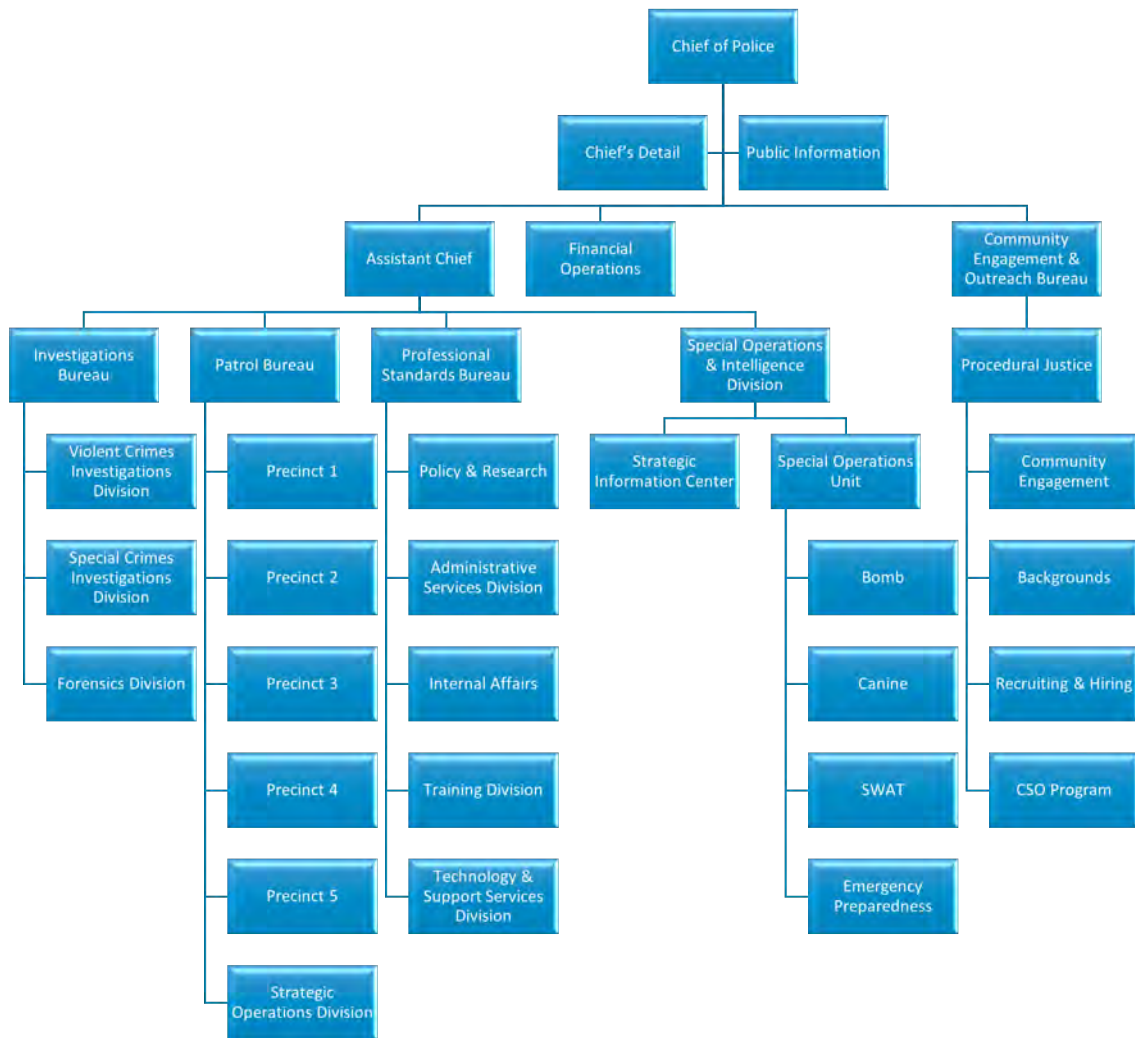 Chief of Police
Chief's Detail
Public Information
Assistant Chief
Financial
Operations
Community
Engagement &
Outreach Bureau
Investigations
Bureau
Patrol Bureau
Professional
Standards Bureau
Special Operations
& Intelligence
Division
Procedural Justice
Violent Crimes
Investigations
Division
Precinct 1
Policy & Research
Strategic
Information Center
Special Operations
Unit
Community
Engagement
Special Crimes
Investigations
Division
Precinct 2
Administrative
Services Division
Bomb
Backgrounds
Forensics Division
Precinct 3
Internal Affairs
Canine
Recruiting & Hiring
Precinct 4
Training Division
SWAT
CSO Program
Precinct 5
Technology &
Support Services
Division
Emergency
Preparedness
Strategic
Operations Division